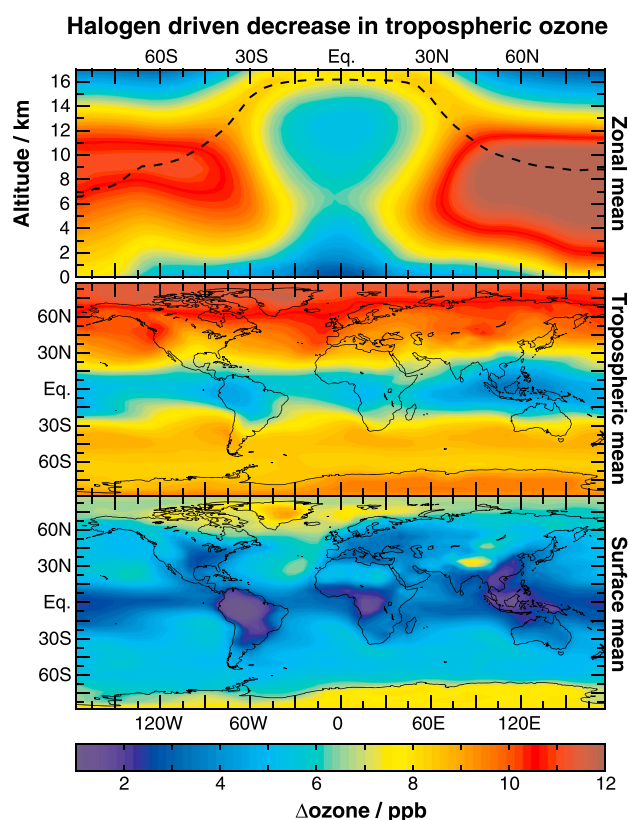 Halogen driven decrease in tropospheric ozone
60S 30S Eq. 30N 60N
16
14
12
10
8
6
4
2
0
Altitude / km
Zonal mean
60N
30N
Eq.
30S
60S
Tropospheric mean
60N
30N
Eq.
30S
60S
Surface mean
120W 60W 0 60E 120E
2 4 6 8 10 12
Δozone / ppb